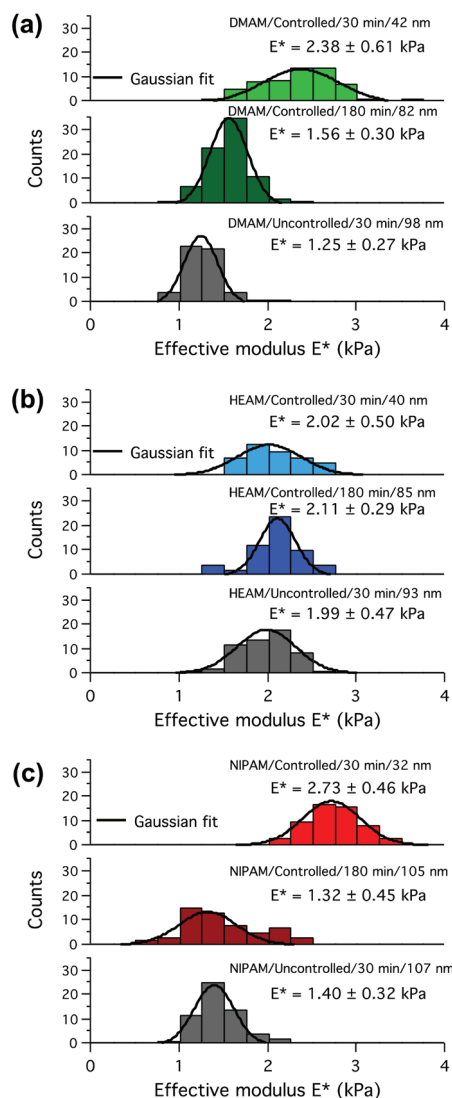 (a)
DMAM/Controlled/30 min/42 nm
E* = 2.38 ± 0.61 kPa
Gaussian fit
30
20
10
0
DMAM/Controlled/180 min/82 nm
E* = 1.56 ± 0.30 kPa
30
20
10
0
Counts
DMAM/Uncontrolled/30 min/98 nm
E* = 1.25 ± 0.27 kPa
30
20
10
0
0 1 2 3 4
Effective modulus E* (kPa)
(b)
HEAM/Controlled/30 min/40 nm
E* = 2.02 ± 0.50 kPa
Gaussian fit
30
20
10
0
HEAM/Controlled/180 min/85 nm
E* = 2.11 ± 0.29 kPa
30
20
10
0
Counts
HEAM/Uncontrolled/30 min/93 nm
E* = 1.99 ± 0.47 kPa
30
20
10
0
0 1 2 3 4
Effective modulus E* (kPa)
(c)
NIPAM/Controlled/30 min/32 nm
E* = 2.73 ± 0.46 kPa
Gaussian fit
30
20
10
0
NIPAM/Controlled/180 min/105 nm
E* = 1.32 ± 0.45 kPa
30
20
10
0
Counts
NIPAM/Uncontrolled/30 min/107 nm
E* = 1.40 ± 0.32 kPa
30
20
10
0
0 1 2 3 4
Effective modulus E* (kPa)